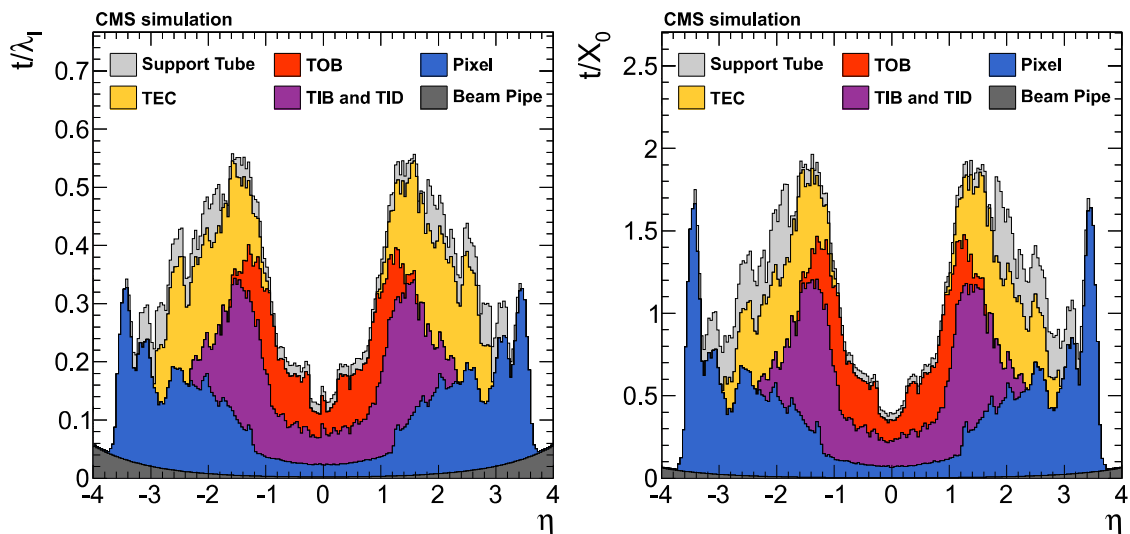 CMS simulation
t/λI
Support Tube TOB Pixel
TEC TIB and TID Beam Pipe
0.7
0.6
0.5
0.4
0.3
0.2
0.1
0
-4 -3 -2 -1 0 1 2 3 4
η
CMS simulation
t/X0
Support Tube TOB Pixel
TEC TIB and TID Beam Pipe
2.5
2
1.5
1
0.5
0
-4 -3 -2 -1 0 1 2 3 4
η